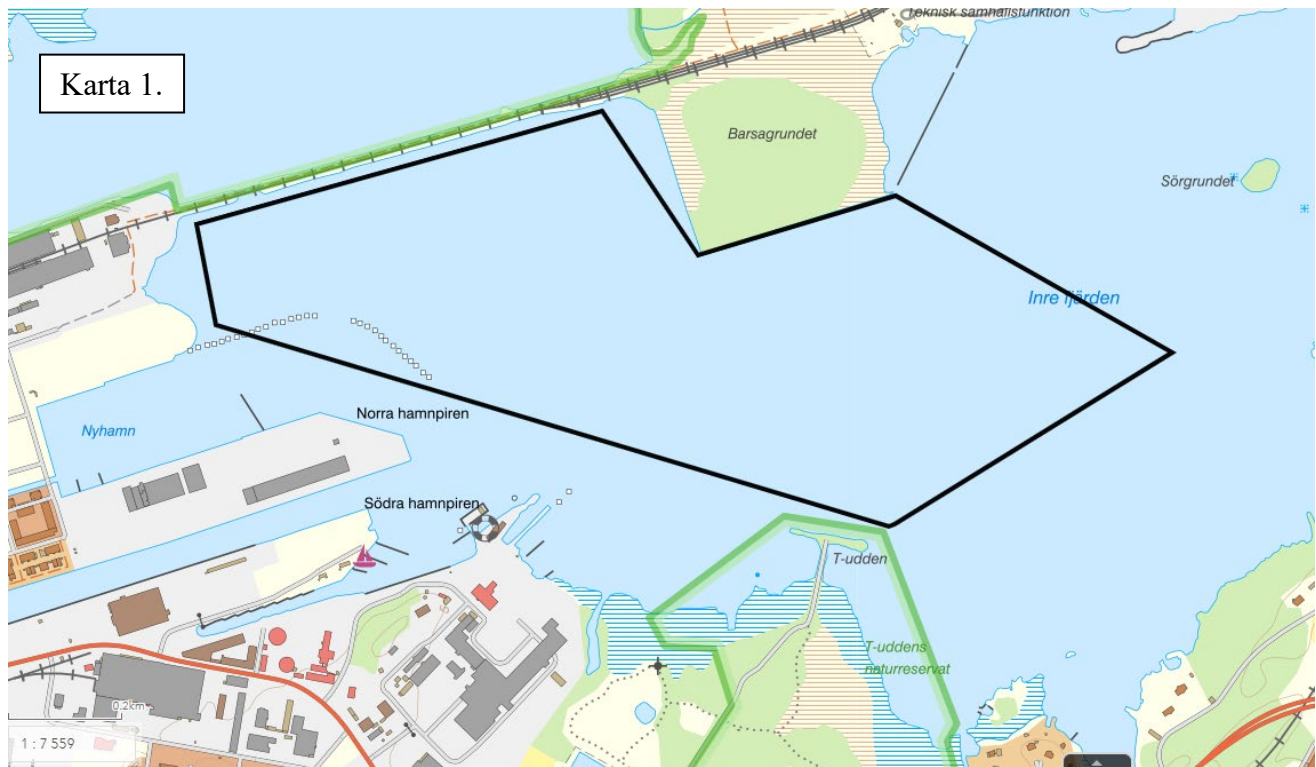 Teknisk samhällsfunktion
Karta 1.
Barsagrundet
Sörgrundet
Inre fjärden
Norra hamnpiren
Nyhamn
Södra hamnpiren
T-udden
T-uddens
naturreservat
0.2km
1 : 7 559